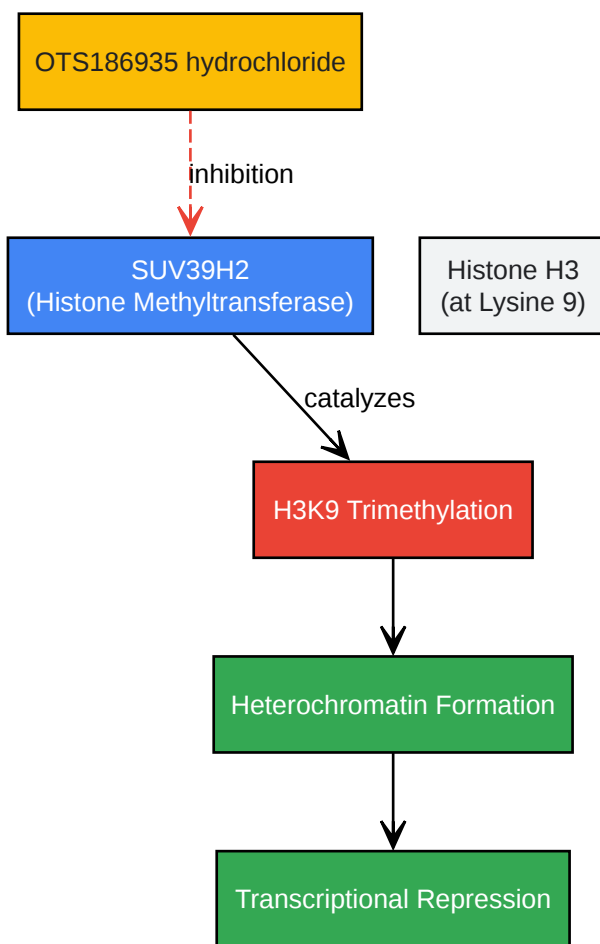 OTS186935 hydrochloride
inhibition
SUV39H2
(Histone Methyltransferase)
Histone H3
(at Lysine 9)
catalyzes
H3K9 Trimethylation
Heterochromatin Formation
Transcriptional Repression